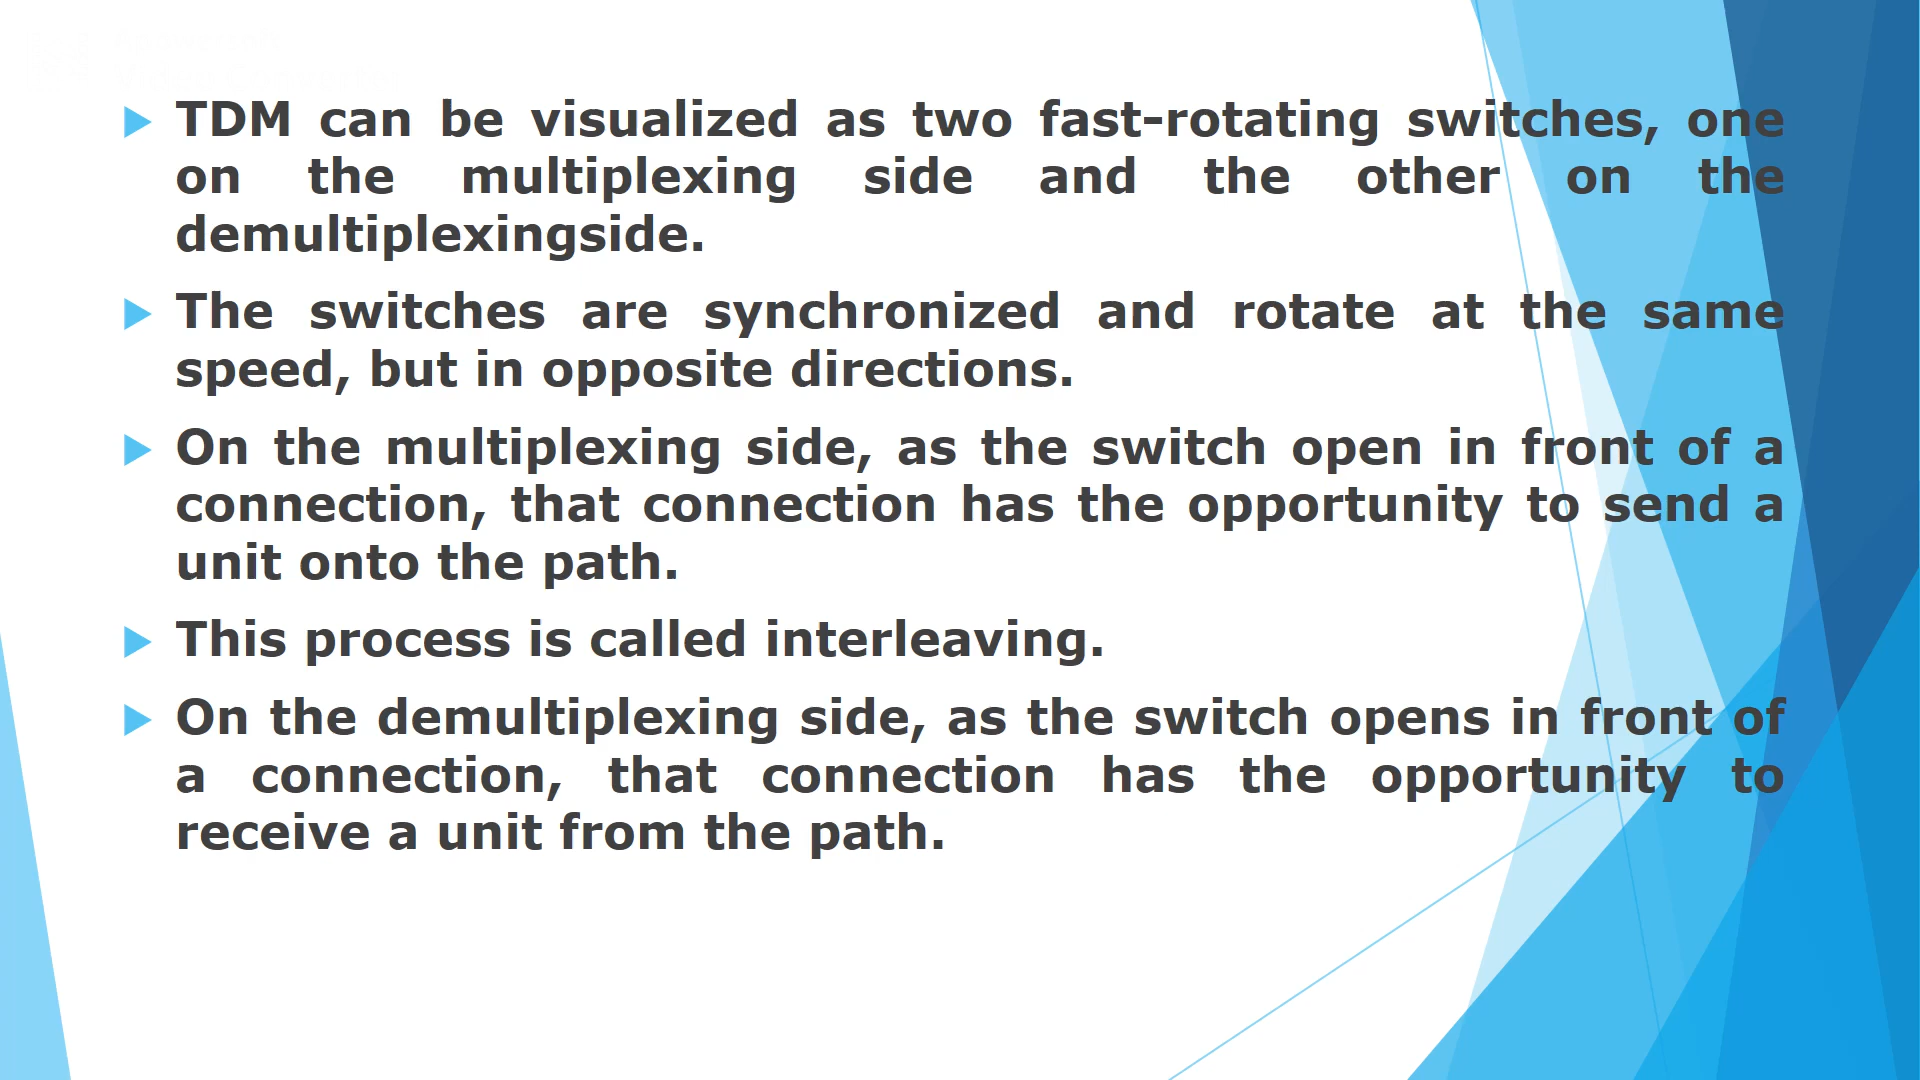 TDM can be visualized as two fast-rotating switches, one
on the multiplexing side and the other on the
demultiplexingside.
The switches are synchronized and rotate at the same
speed, but in opposite directions.
On the multiplexing side, as the switch open in front of a
connection, that connection has the opportunity to send a
unit onto the path.
This process is called interleaving.
On the demultiplexing side, as the switch opens in front of
a connection, that connection has the opportunity to
receive a unit from the path.